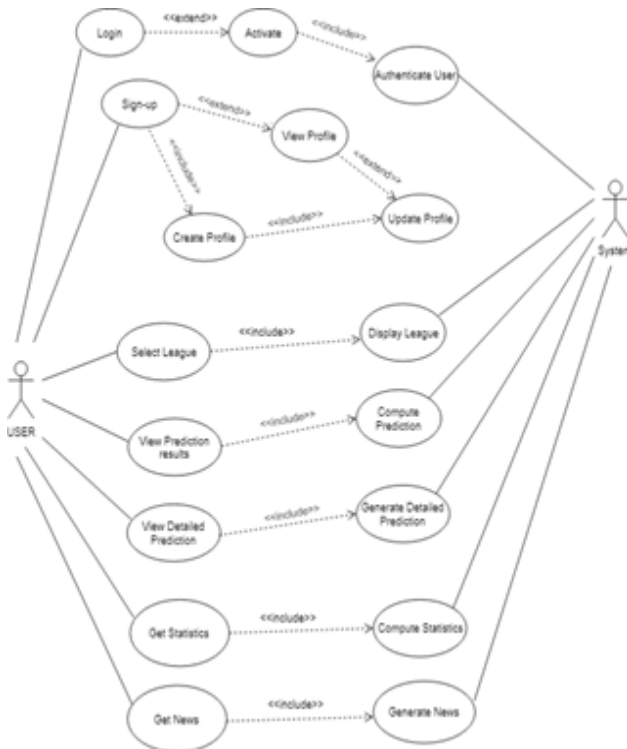 <<extend>>
Login
Activate
<<include>>
Authenticate User
Sign-up
<<extend>>
View Profile
<<include>>
<<extend>>
Create Profile
<<include>>
Update Profile
System
Select League
<<include>>
Display League
USER
View Prediction
results
<<include>>
Compute
Prediction
View Detailed
Prediction
<<include>>
Generate Detailed
Prediction
Get Statistics
<<include>>
Compute Statistics
Get News
<<include>>
Generate News